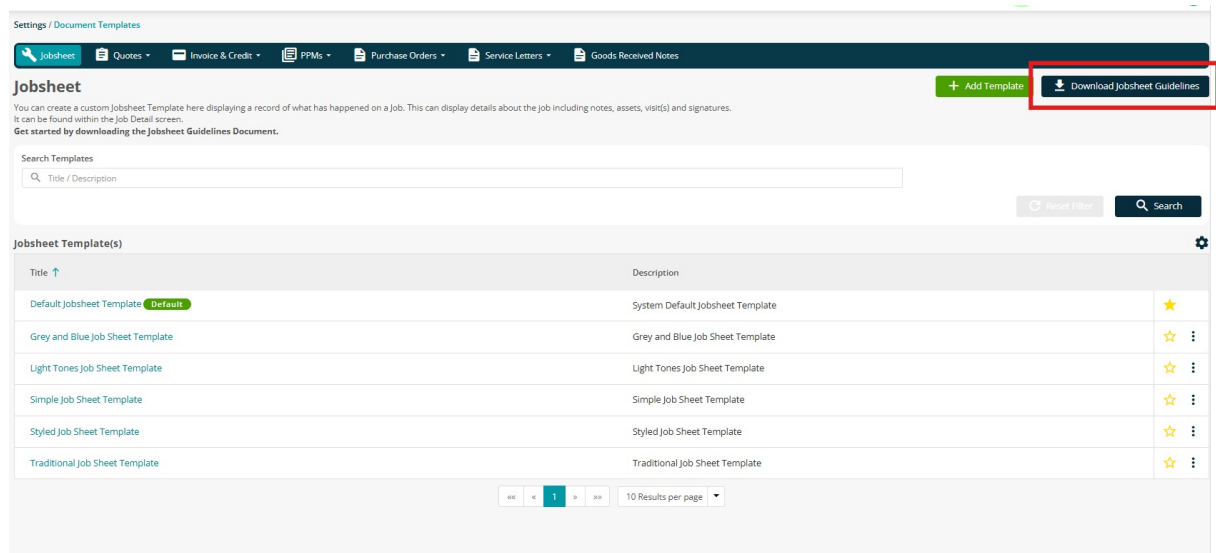 Settings / Document Templates
Jobsheet Quotes Invoice & Credit PPMs Purchase Orders Service Letters Goods Received Notes
Jobsheet
+ Add Template Download Jobsheet Guidelines
You can create a custom Jobsheet Template here displaying a record of what has happened on a Job. This can display details about the job including notes, assets, visit(s) and signatures.
It can be found within the Job Detail screen.
Get started by downloading the Jobsheet Guidelines Document.
Search Templates
Title / Description
Reset Filter Search
Jobsheet Template(s)
Title ↑ Description
Default Jobsheet Template Default System Default Jobsheet Template
Grey and Blue Job Sheet Template Grey and Blue Job Sheet Template
Light Tones Job Sheet Template Light Tones Job Sheet Template
Simple Job Sheet Template Simple Job Sheet Template
Styled Job Sheet Template Styled Job Sheet Template
Traditional Job Sheet Template Traditional Job Sheet Template
«« « 1 » »» 10 Results per page